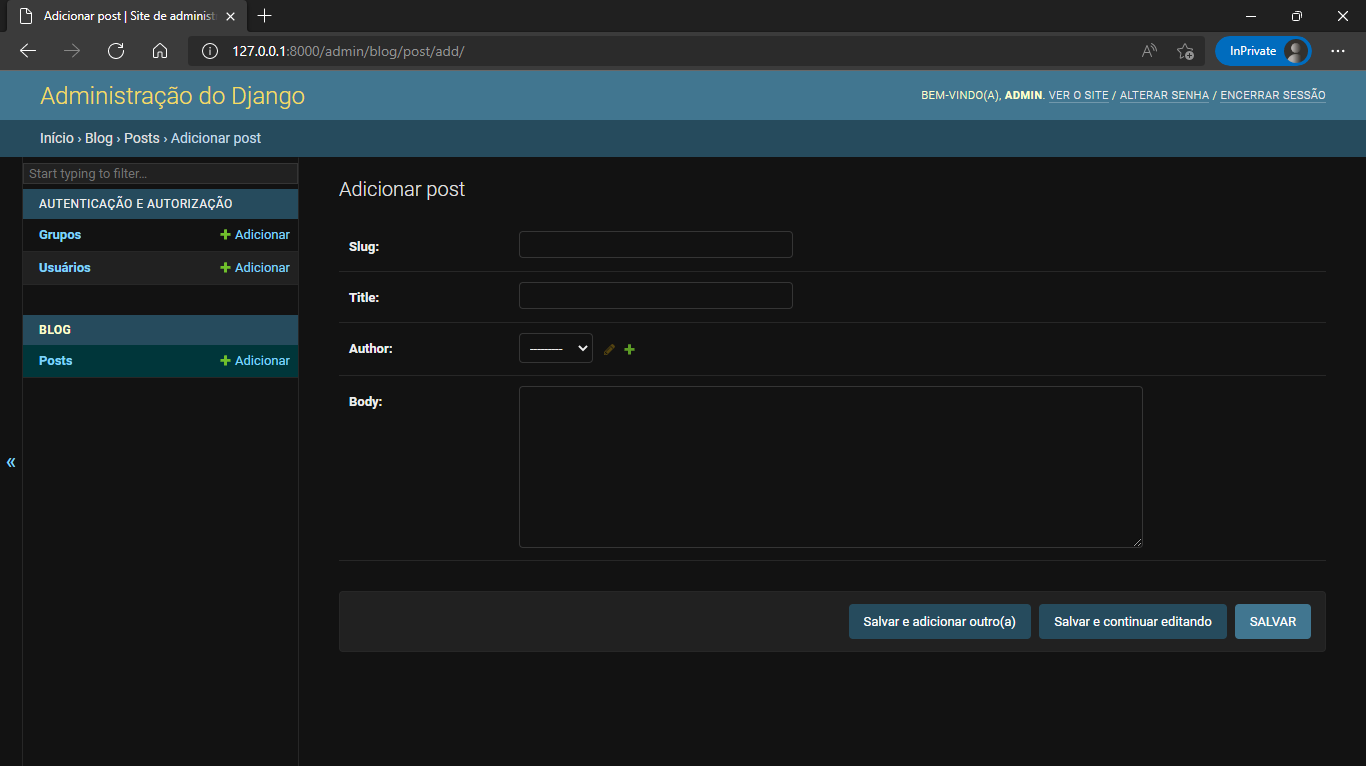 Adicionar post | Site de administ
127.0.0.1:8000/admin/blog/post/add/
InPrivate
Administração do Django
BEM-VINDO(A), ADMIN. VER O SITE / ALTERAR SENHA / ENCERRAR SESSÃO
Início › Blog › Posts › Adicionar post
Start typing to filter...
AUTENTICAÇÃO E AUTORIZAÇÃO
Grupos + Adicionar
Usuários + Adicionar
BLOG
Posts + Adicionar
«
Adicionar post
Slug:
Title:
Author: ---------
Body:
Salvar e adicionar outro(a) Salvar e continuar editando SALVAR